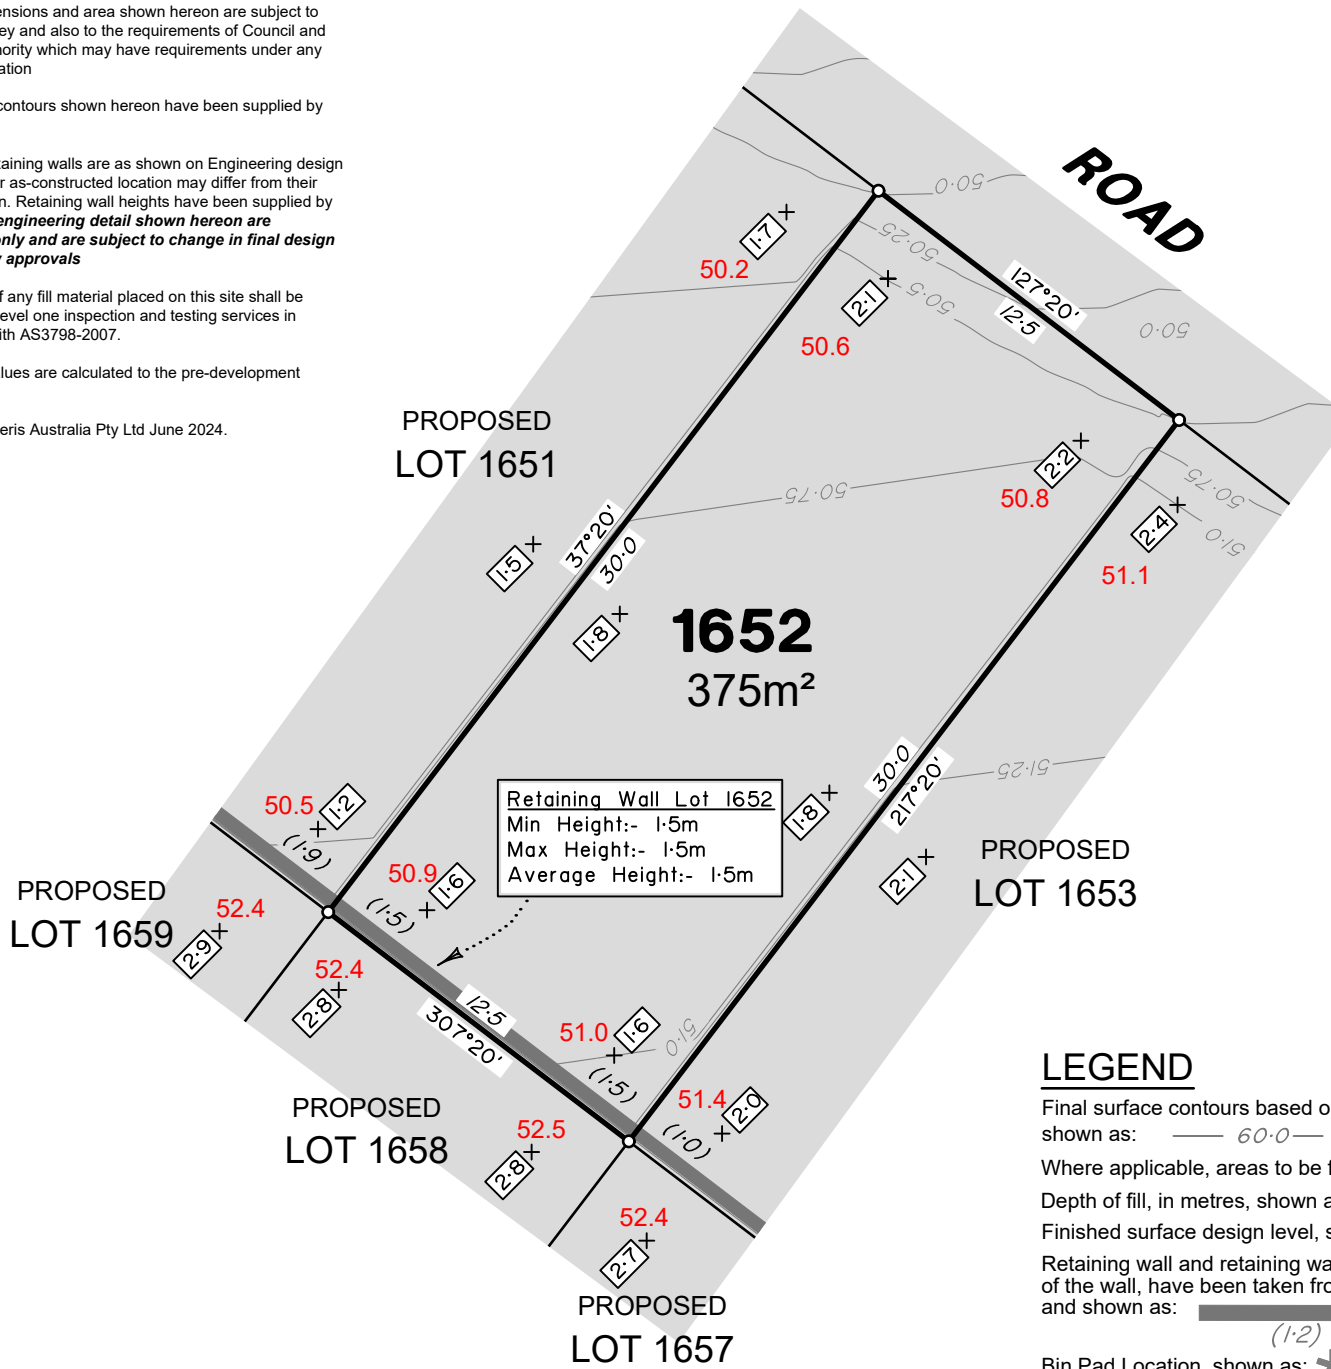 ensions and area shown hereon are subject to
ey and also to the requirements of Council and
hority which may have requirements under any
ation
contours shown hereon have been supplied by
taining walls are as shown on Engineering design
r as-constructed location may differ from their
n. Retaining wall heights have been supplied by
engineering detail shown hereon are
only and are subject to change in final design
y approvals
f any fill material placed on this site shall be
evel one inspection and testing services in
ith AS3798-2007.
lues are calculated to the pre-development
eris Australia Pty Ltd June 2024.
ROAD
50·0
1·7
50.2
50·25
2·1
50·5
50.6
127°20'
12·5
50·0
PROPOSED
LOT 1651
2·2
50.8
50·75
50·75
2·4
51·0
51.1
37°20'
30·0
1·5
1·8
1652
375m²
30·0
217°20'
51·25
Retaining Wall Lot 1652
Min Height:- 1·5m
Max Height:- 1·5m
Average Height:- 1·5m
1·8
2·1
PROPOSED
LOT 1653
50.5
1·2
(1·9)
50.9
1·6
(1·5)
PROPOSED
LOT 1659
52.4
2·9
52.4
2·8
12·5
307°20'
51.0
1·6
51·0
(1·5)
51.4
2·0
(1·0)
PROPOSED
LOT 1658
52.5
2·8
52.4
2·7
PROPOSED
LOT 1657
LEGEND
Final surface contours based o
shown as: 60·0
Where applicable, areas to be f
Depth of fill, in metres, shown a
Finished surface design level, s
Retaining wall and retaining wa
of the wall, have been taken fro
and shown as:
(1·2)
Bin Pad Location, shown as: